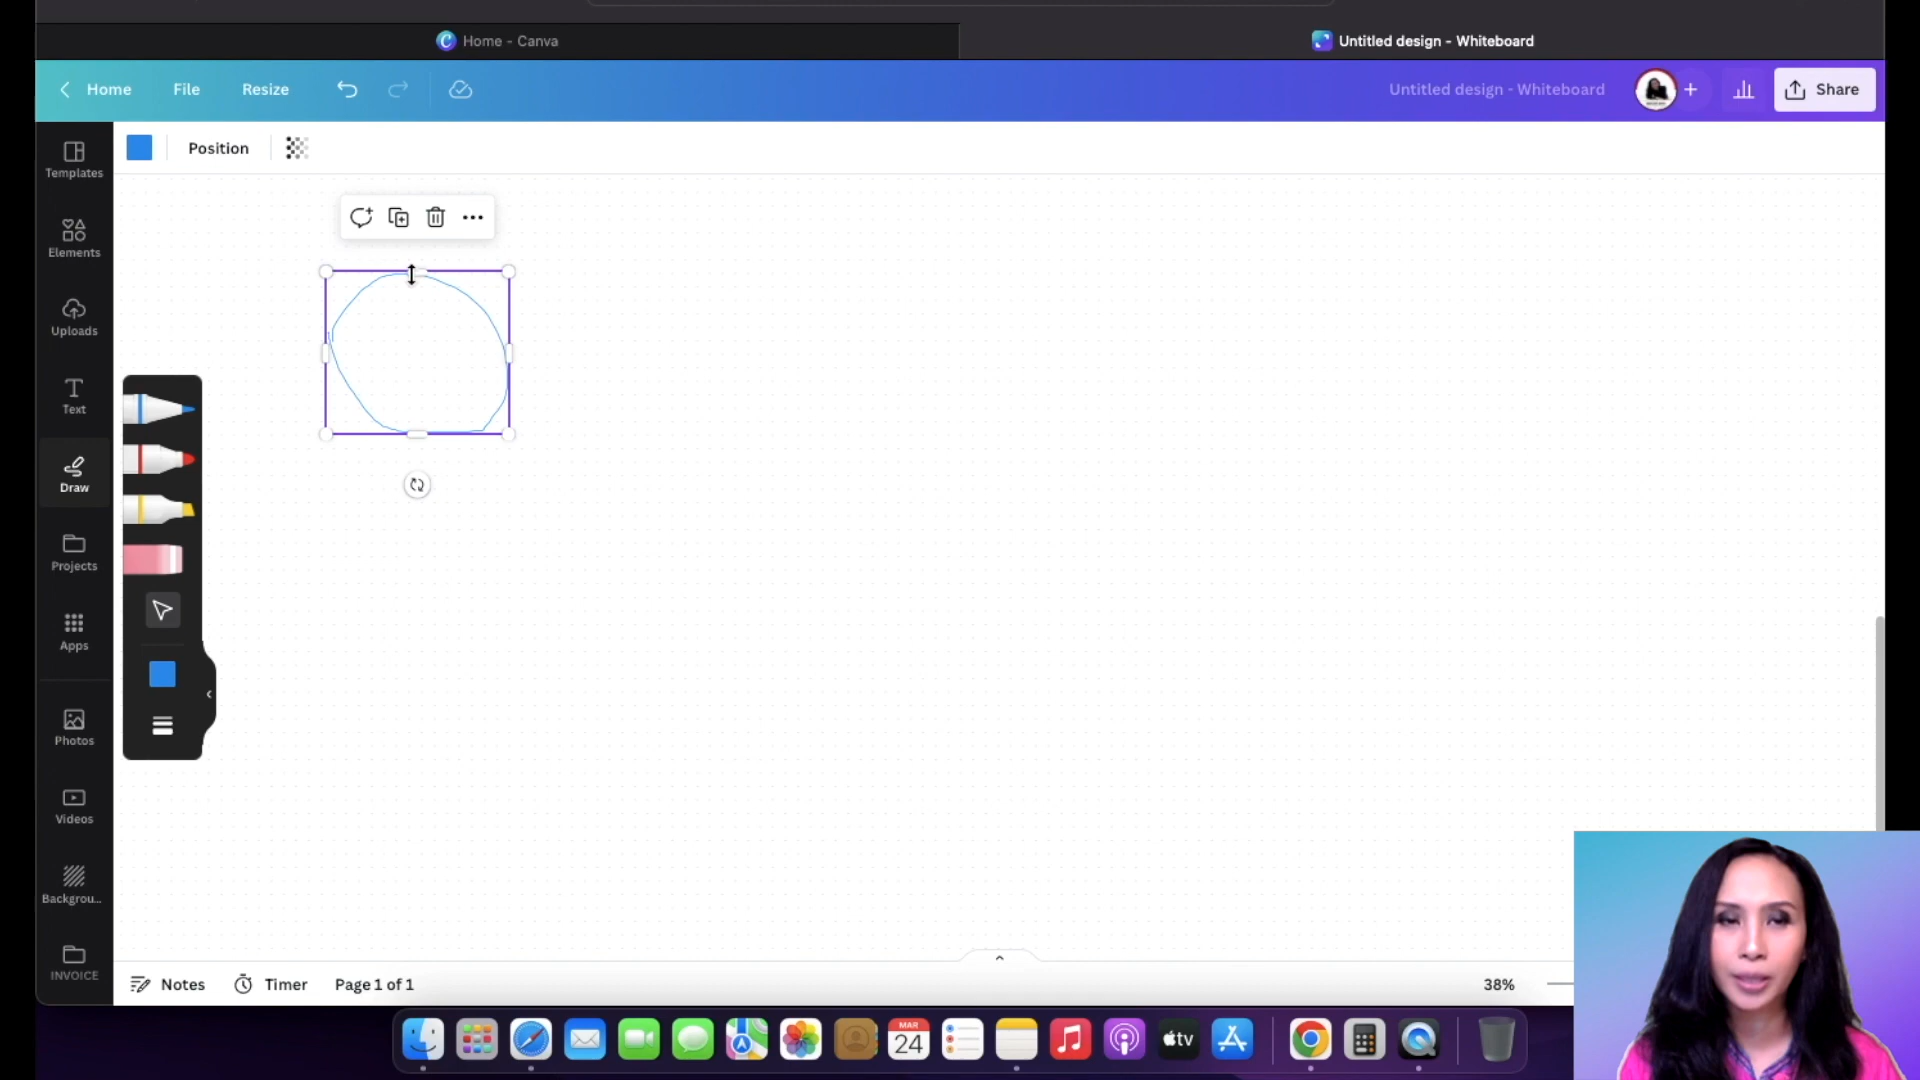 Home - Canva
Untitled design - Whiteboard
Home
File
Resize
Untitled design - Whiteboard
Share
Position
Templates
Elements
Uploads
Text
Draw
Projects
Apps
Photos
Videos
Backgrou...
INVOICE
Notes
Timer
Page 1 of 1
38%
MAR
24
tv